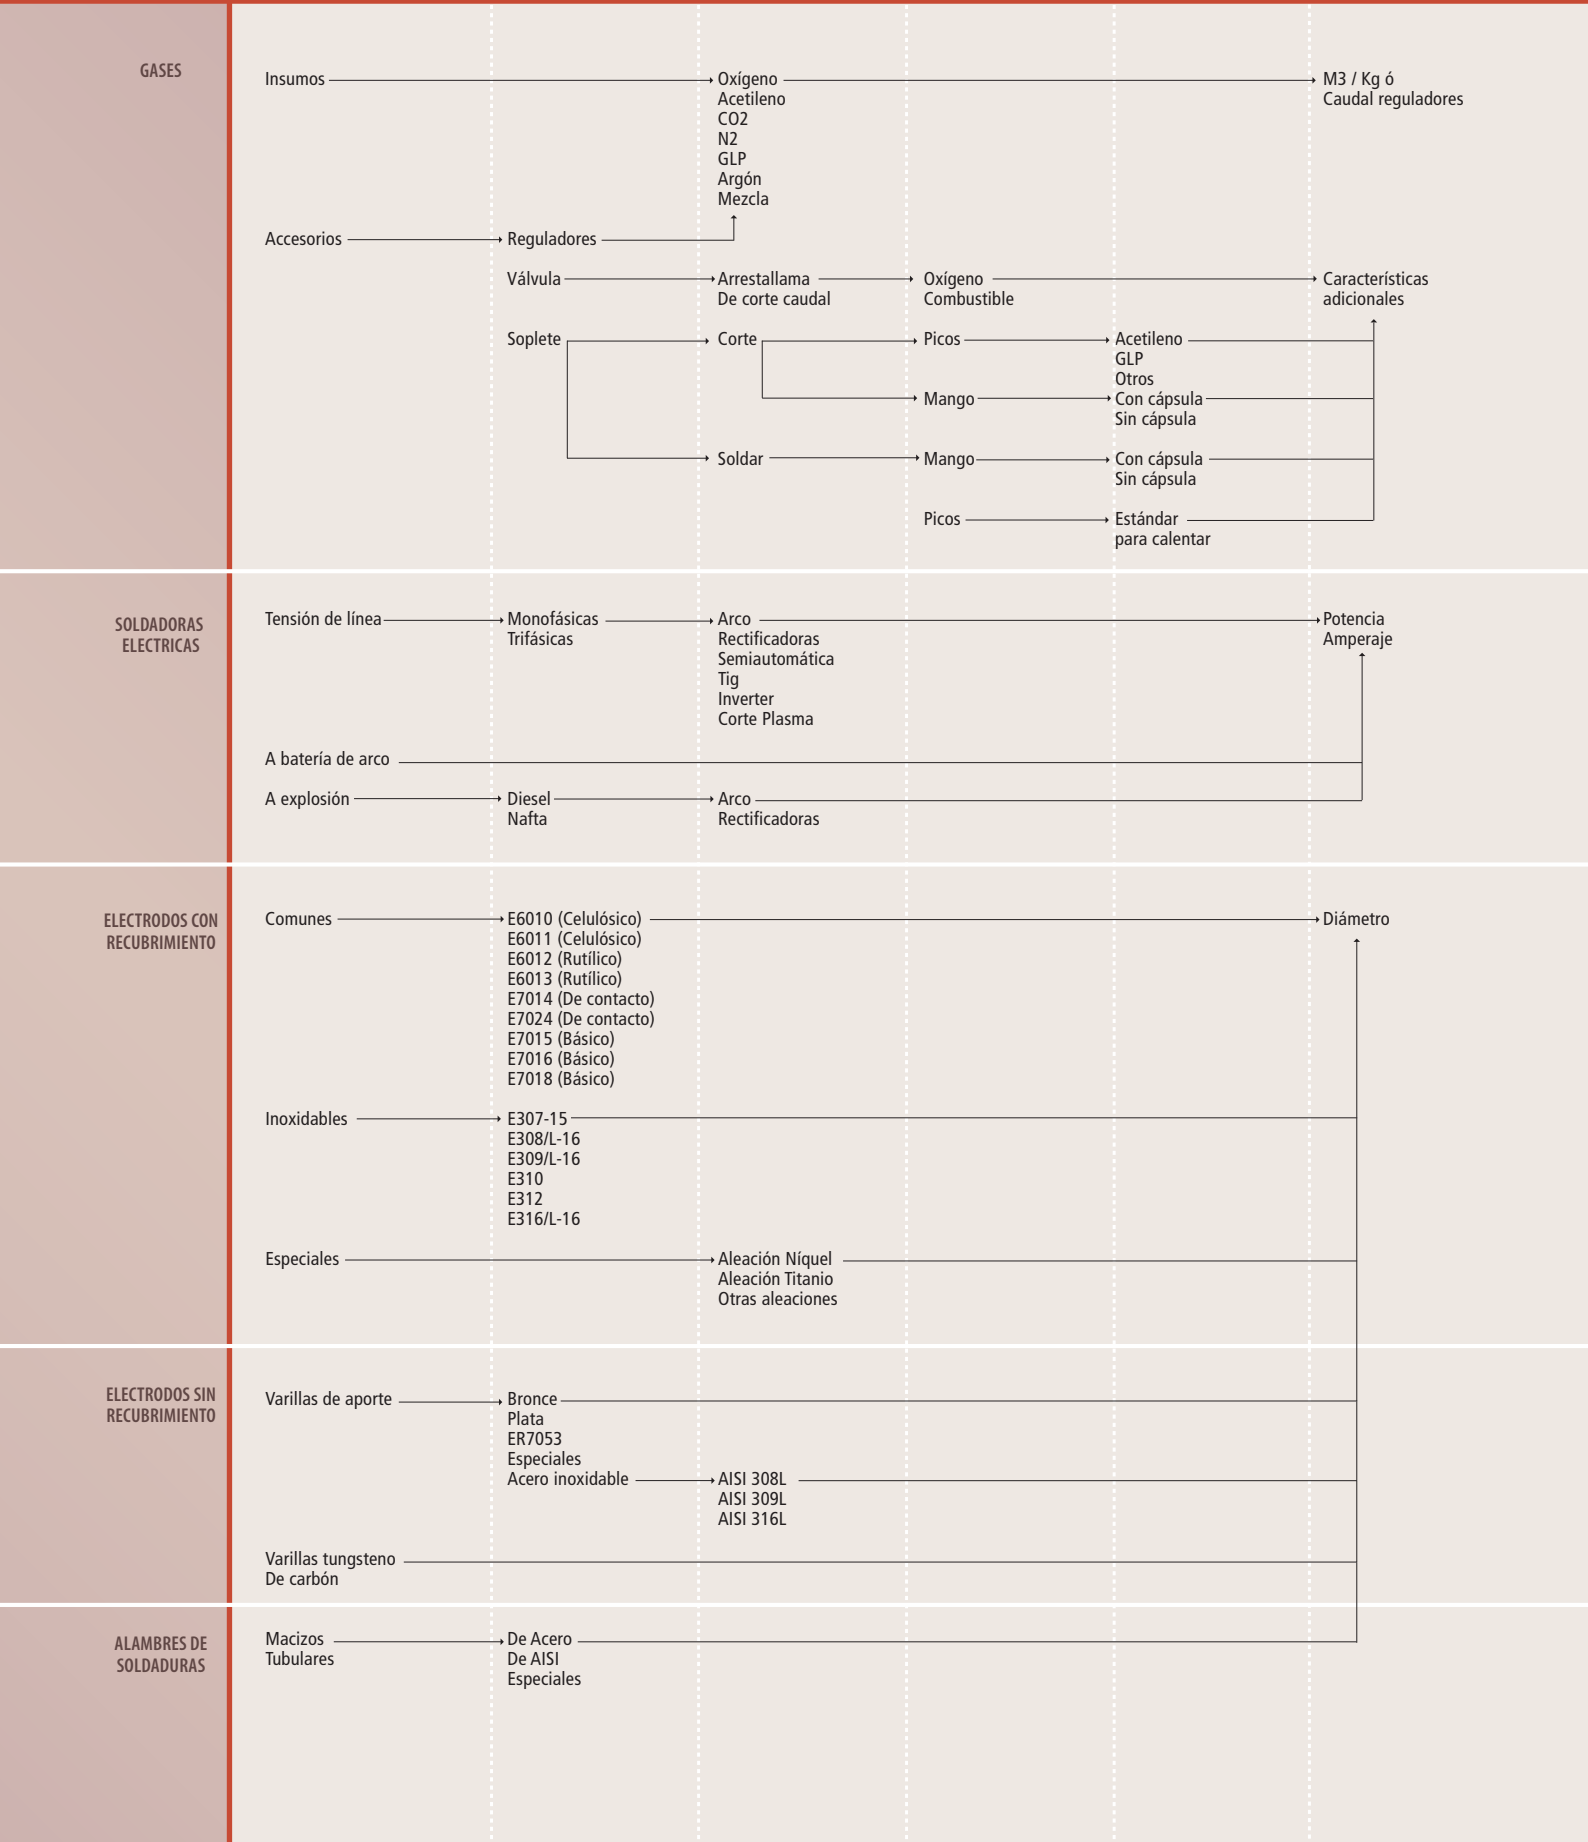 GASES
Insumos
Oxígeno
Acetileno
CO2
N2
GLP
Argón
Mezcla
M3 / Kg ó
Caudal reguladores
Accesorios
Reguladores
Válvula
Arrestallama
De corte caudal
Oxígeno
Combustible
Características
adicionales
Soplete
Corte
Picos
Acetileno
GLP
Otros
Mango
Con cápsula
Sin cápsula
Soldar
Mango
Con cápsula
Sin cápsula
Picos
Estándar
para calentar
SOLDADORAS
ELECTRICAS
Tensión de línea
Monofásicas
Trifásicas
Arco
Rectificadoras
Semiautomática
Tig
Inverter
Corte Plasma
Potencia
Amperaje
A batería de arco
A explosión
Diesel
Nafta
Arco
Rectificadoras
ELECTRODOS CON
RECUBRIMIENTO
Comunes
E6010 (Celulósico)
E6011 (Celulósico)
E6012 (Rutílico)
E6013 (Rutílico)
E7014 (De contacto)
E7024 (De contacto)
E7015 (Básico)
E7016 (Básico)
E7018 (Básico)
Diámetro
Inoxidables
E307-15
E308/L-16
E309/L-16
E310
E312
E316/L-16
Especiales
Aleación Níquel
Aleación Titanio
Otras aleaciones
ELECTRODOS SIN
RECUBRIMIENTO
Varillas de aporte
Bronce
Plata
ER7053
Especiales
Acero inoxidable
AISI 308L
AISI 309L
AISI 316L
Varillas tungsteno
De carbón
ALAMBRES DE
SOLDADURAS
Macizos
Tubulares
De Acero
De AISI
Especiales